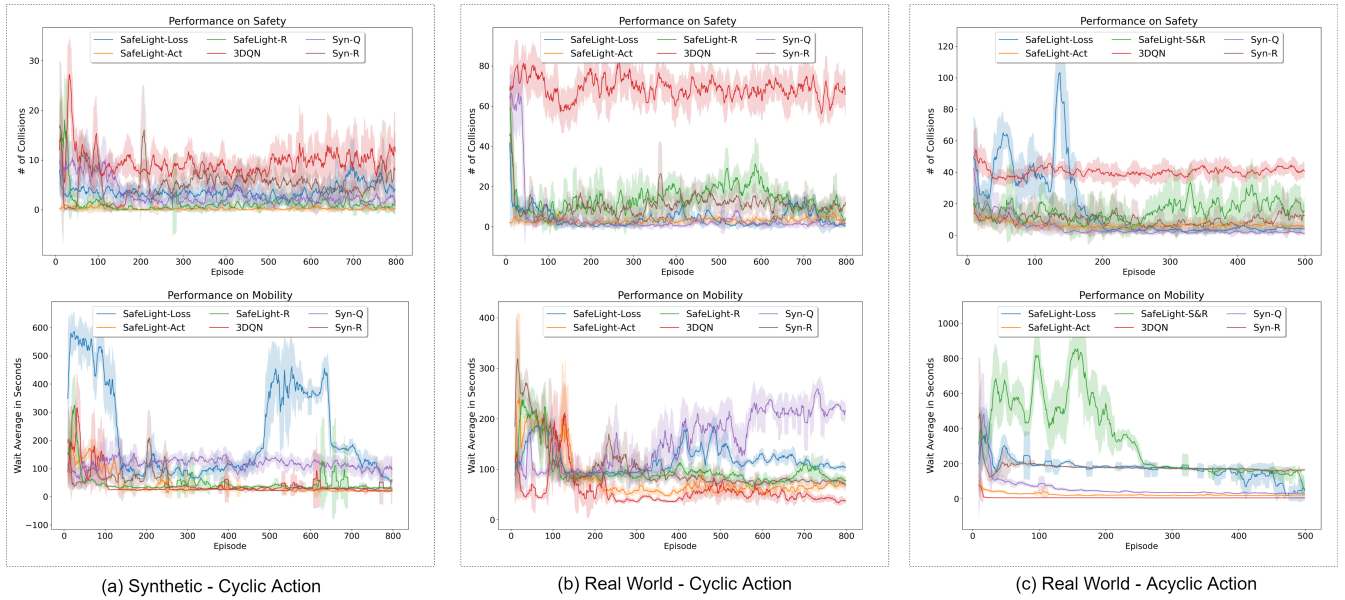 Performance on Safety
SafeLight-Loss SafeLight-R Syn-Q
SafeLight-Act 3DQN Syn-R
# of Collisions
30
20
10
0
0 100 200 300 400 500 600 700 800
Episode
Performance on Mobility
SafeLight-Loss SafeLight-R Syn-Q
SafeLight-Act 3DQN Syn-R
Wait Average in Seconds
600
500
400
300
200
100
0
−100
0 100 200 300 400 500 600 700 800
Episode
(a) Synthetic - Cyclic Action
Performance on Safety
SafeLight-Loss SafeLight-R Syn-Q
SafeLight-Act 3DQN Syn-R
# of Collisions
80
60
40
20
0
0 100 200 300 400 500 600 700 800
Episode
Performance on Mobility
SafeLight-Loss SafeLight-R Syn-Q
SafeLight-Act 3DQN Syn-R
Wait Average in Seconds
400
300
200
100
0
0 100 200 300 400 500 600 700 800
Episode
(b) Real World - Cyclic Action
Performance on Safety
SafeLight-Loss SafeLight-S&R Syn-Q
SafeLight-Act 3DQN Syn-R
# of Collisions
120
100
80
60
40
20
0
0 100 200 300 400 500
Episode
Performance on Mobility
SafeLight-Loss SafeLight-S&R Syn-Q
SafeLight-Act 3DQN Syn-R
Wait Average in Seconds
1000
800
600
400
200
0
0 100 200 300 400 500
Episode
(c) Real World - Acyclic Action